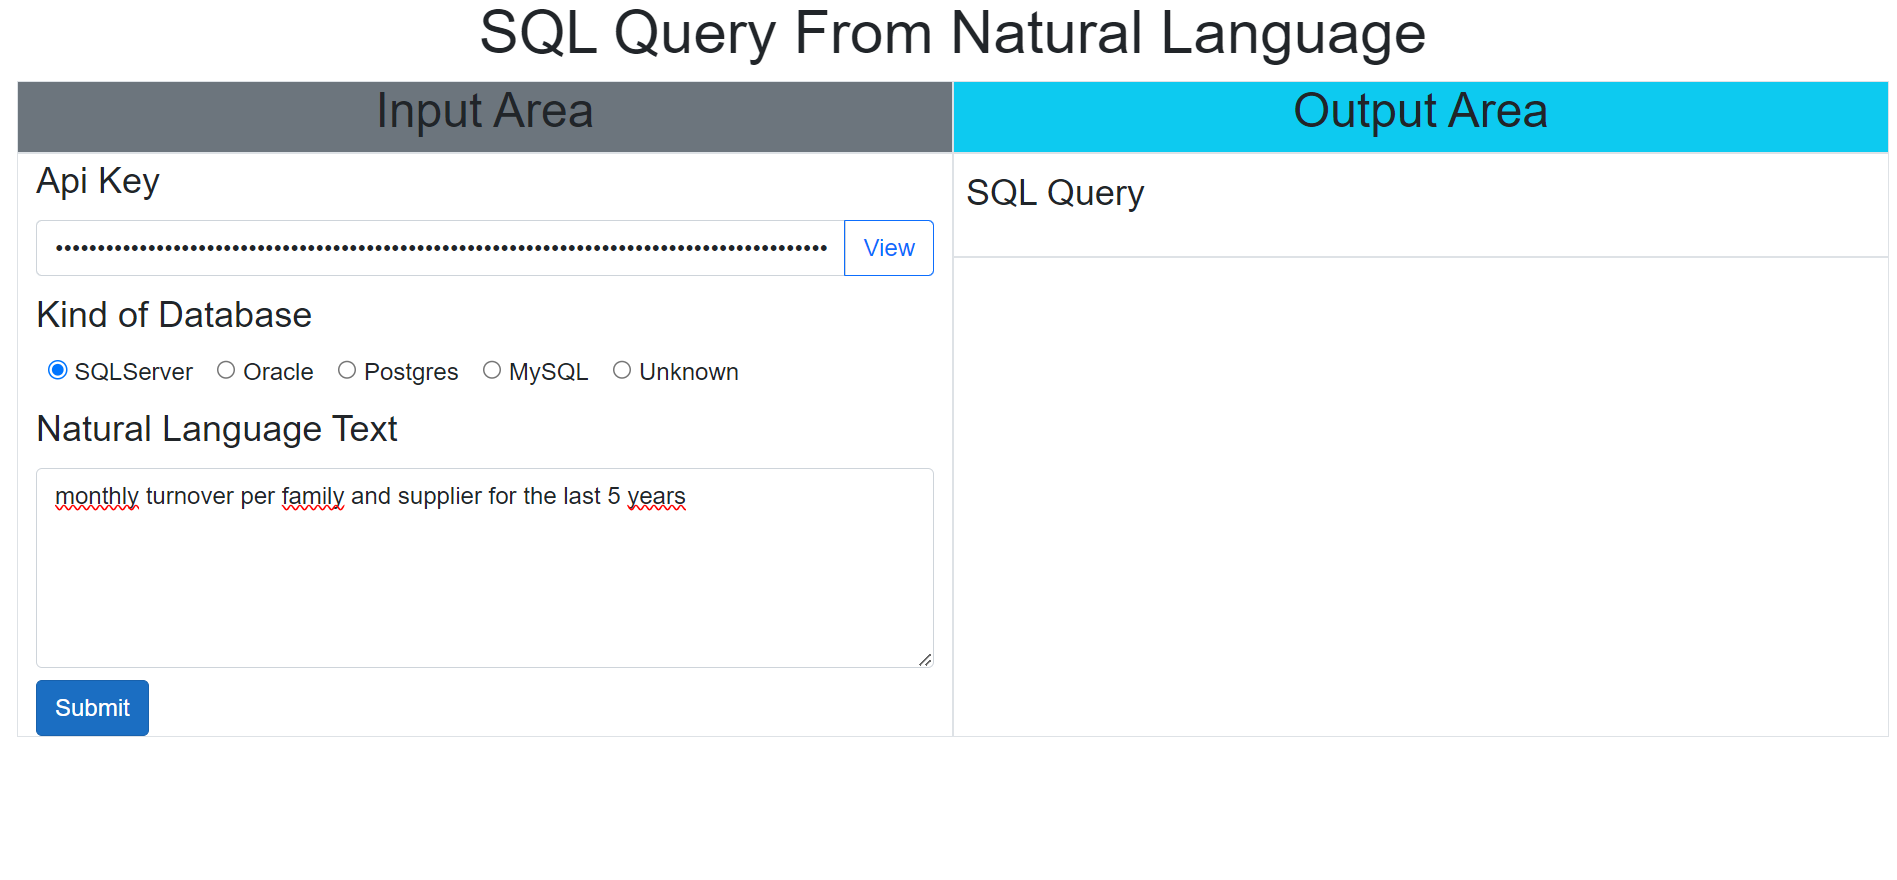 SQL Query From Natural Language
Input Area
Output Area
Api Key
View
Kind of Database
SQLServer Oracle Postgres MySQL Unknown
Natural Language Text
monthly turnover per family and supplier for the last 5 years
Submit
SQL Query